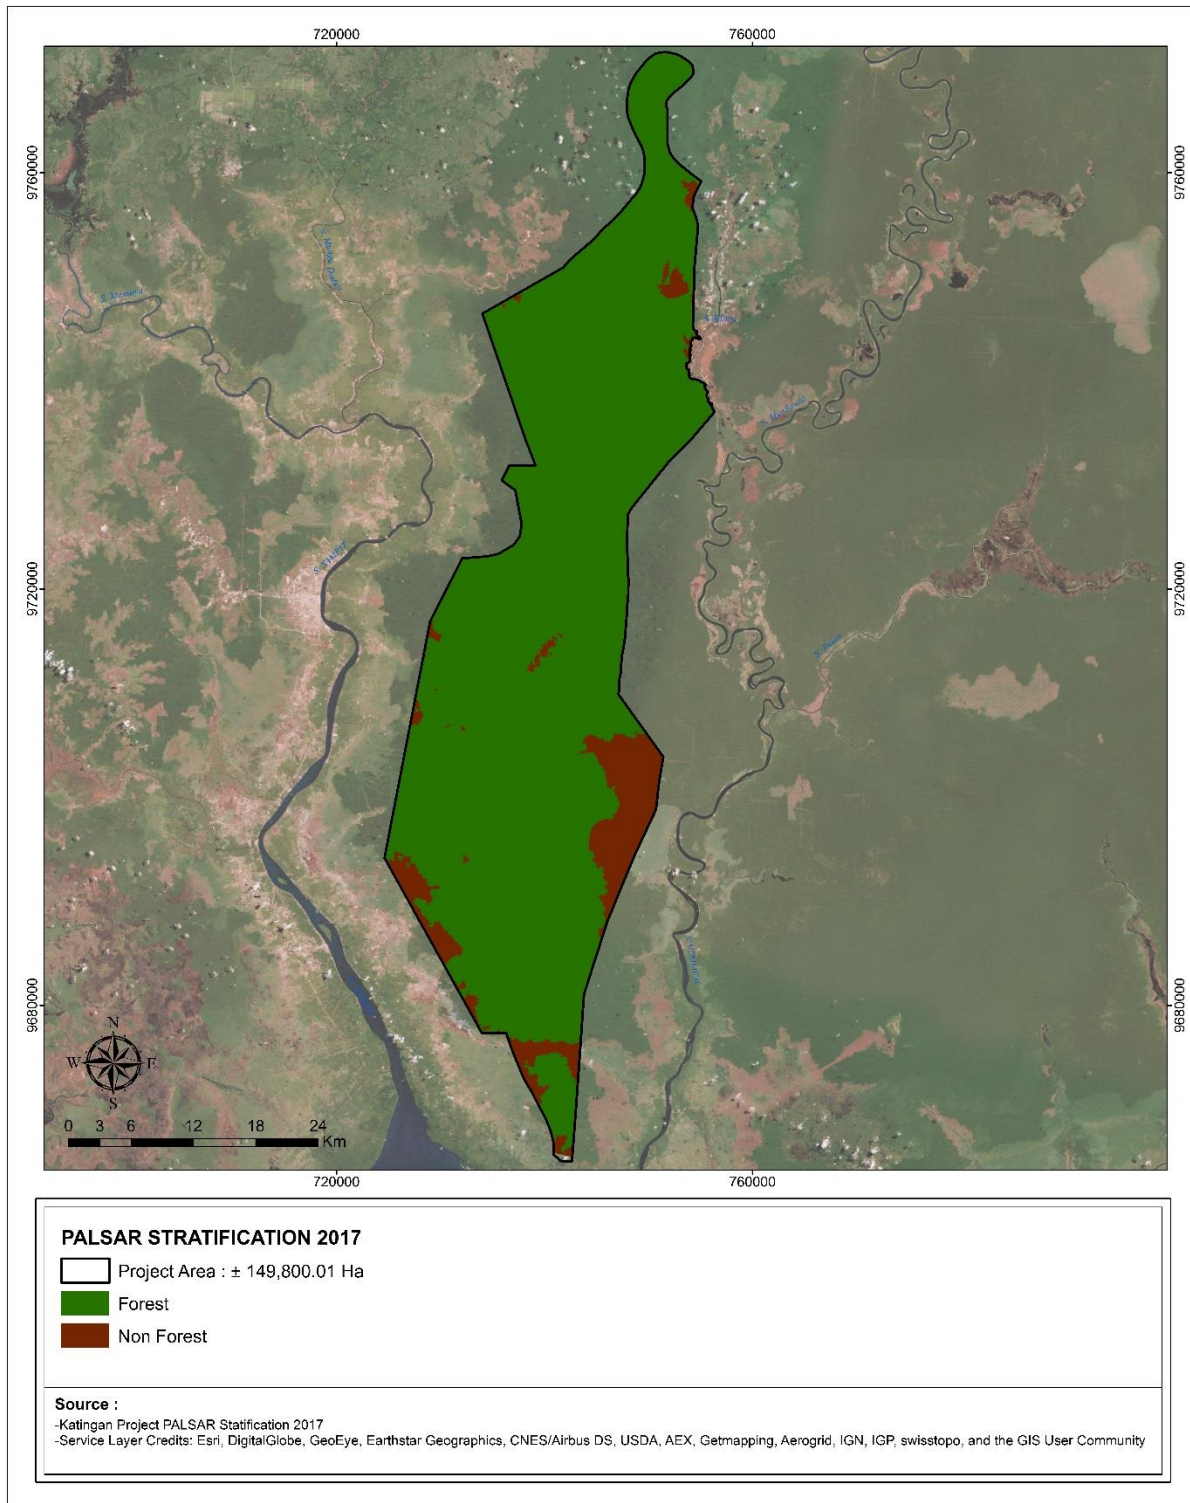 720000
760000
9760000
9760000
S. Mentaya
S. Mendawai
9720000
9720000
9680000
9680000
N
W
E
S
0 3 6 12 18 24
Km
720000
760000
PALSAR STRATIFICATION 2017
Project Area : ± 149,800.01 Ha
Forest
Non Forest
Source :
-Katingan Project PALSAR Statification 2017
-Service Layer Credits: Esri, DigitalGlobe, GeoEye, Earthstar Geographics, CNES/Airbus DS, USDA, AEX, Getmapping, Aerogrid, IGN, IGP, swisstopo, and the GIS User Community